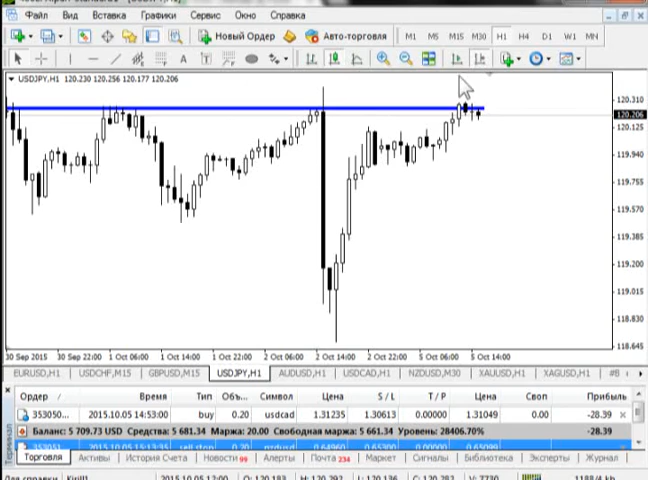 Файл Вид Вставка Графики Сервис Окно Справка
Новый Ордер Авто-торговля M1 M5 M15 M30 H1 H4 D1 W1 MN
A T
USDJPY,H1 120.230 120.256 120.177 120.206
120.310
120.206
120.125
119.940
119.755
119.570
119.385
119.200
119.015
118.830
118.645
30 Sep 2015 30 Sep 22:00 1 Oct 06:00 1 Oct 14:00 1 Oct 22:00 2 Oct 06:00 2 Oct 14:00 2 Oct 22:00 5 Oct 06:00 5 Oct 14:00
EURUSD,H1 USDCHF,M15 GBPUSD,M15 USDJPY,H1 AUDUSD,H1 USDCAD,H1 NZDUSD,M30 XAUUSD,H1 XAGUSD,H1 #B
Ордер / Время Тип Объ... Символ Цена S / L T / P Цена Своп Прибыль
353050... 2015.10.05 14:53:00 buy 0.20 usdcad 1.31235 1.30613 0.00000 1.31049 0.00 -28.39
Баланс: 5 709.73 USD Средства: 5 681.34 Маржа: 20.00 Свободная маржа: 5 661.34 Уровень: 28406.70% -28.39
Терминал
Торговля Активы История Счета Новости 99 Алерты Почта 234 Маркет Сигналы Библиотека Эксперты Журнал